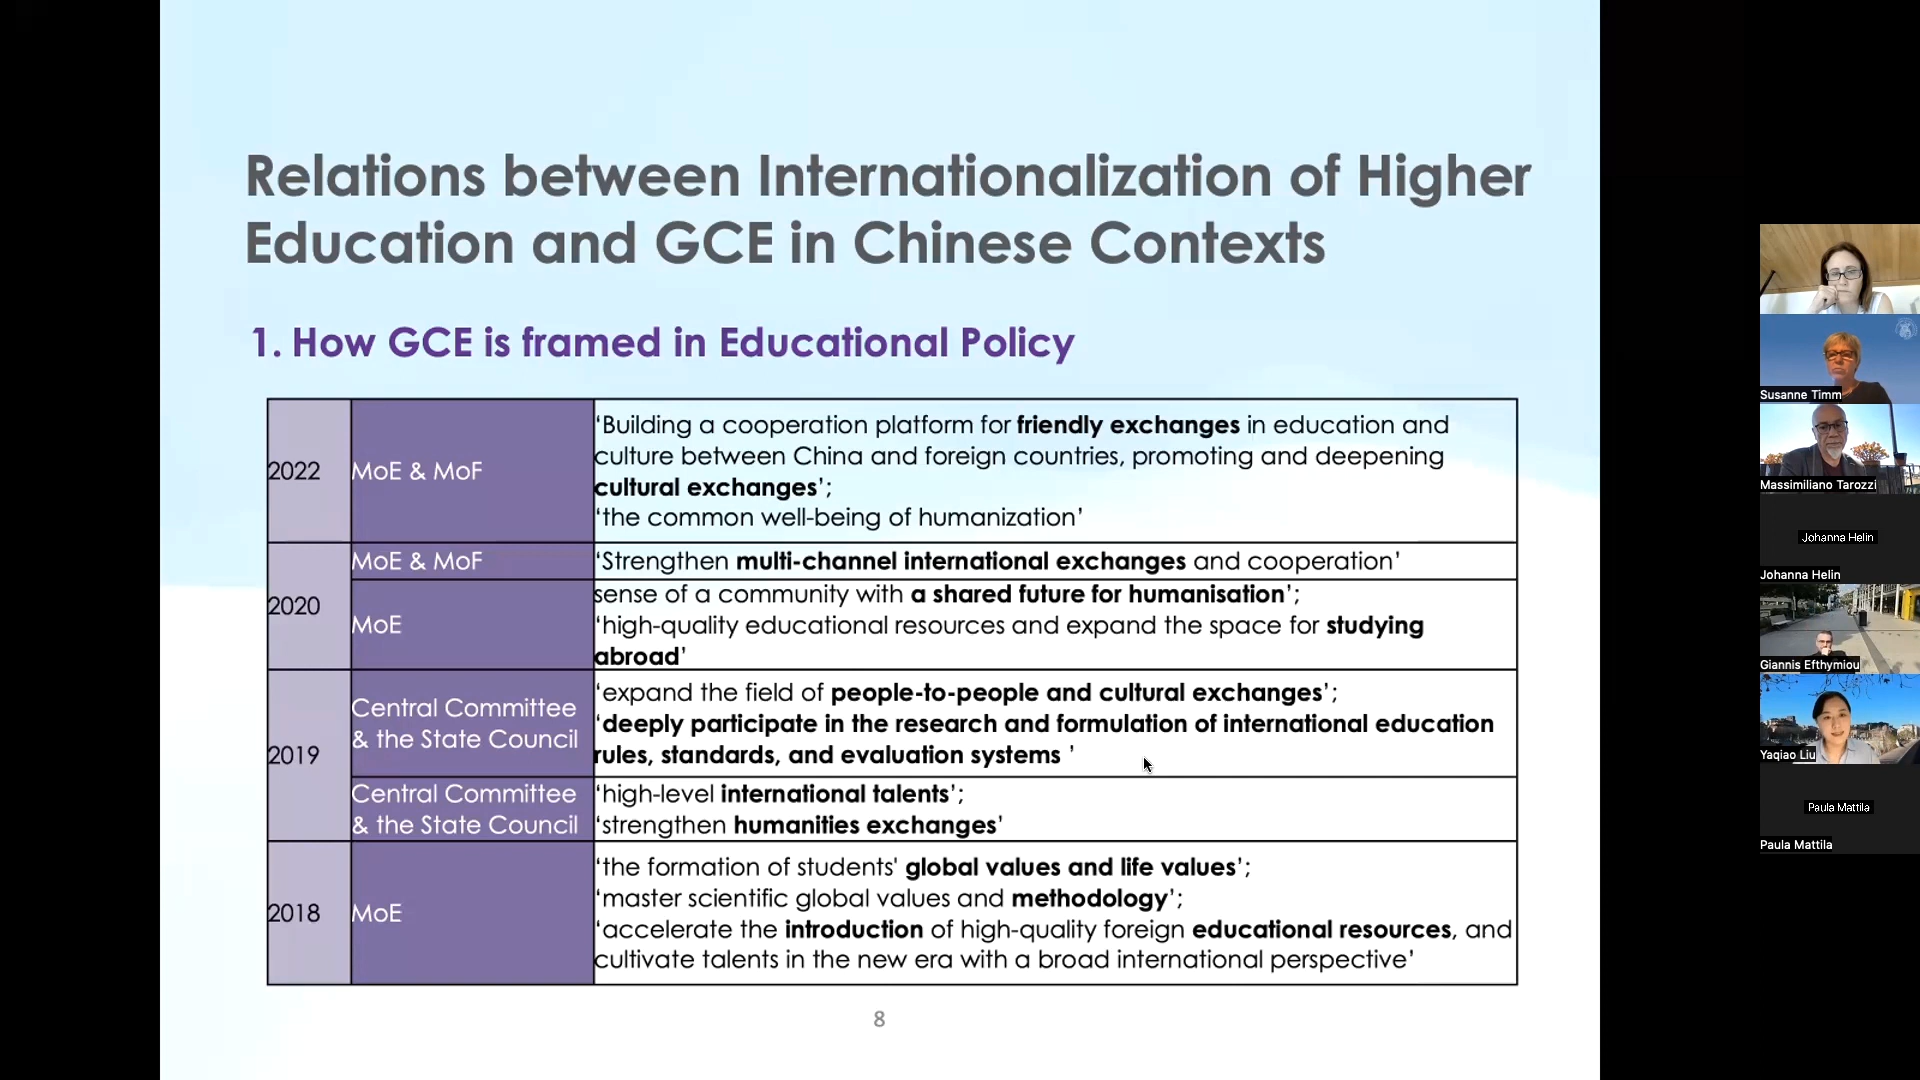 Relations between Internationalization of Higher
Education and GCE in Chinese Contexts
1. How GCE is framed in Educational Policy
2022
MoE & MoF
‘Building a cooperation platform for friendly exchanges in education and
culture between China and foreign countries, promoting and deepening
cultural exchanges’;
‘the common well-being of humanization’
2020
MoE & MoF
‘Strengthen multi-channel international exchanges and cooperation’
MoE
sense of a community with a shared future for humanisation’;
‘high-quality educational resources and expand the space for studying
abroad’
2019
Central Committee
& the State Council
‘expand the field of people-to-people and cultural exchanges’;
‘deeply participate in the research and formulation of international education
rules, standards, and evaluation systems ’
Central Committee
& the State Council
‘high-level international talents’;
‘strengthen humanities exchanges’
2018
MoE
‘the formation of students' global values and life values’;
‘master scientific global values and methodology’;
‘accelerate the introduction of high-quality foreign educational resources, and
cultivate talents in the new era with a broad international perspective’
8
Susanne Timm
Massimiliano Tarozzi
Johanna Helin
Johanna Helin
Giannis Efthymiou
Yaqiao Liu
Paula Mattila
Paula Mattila